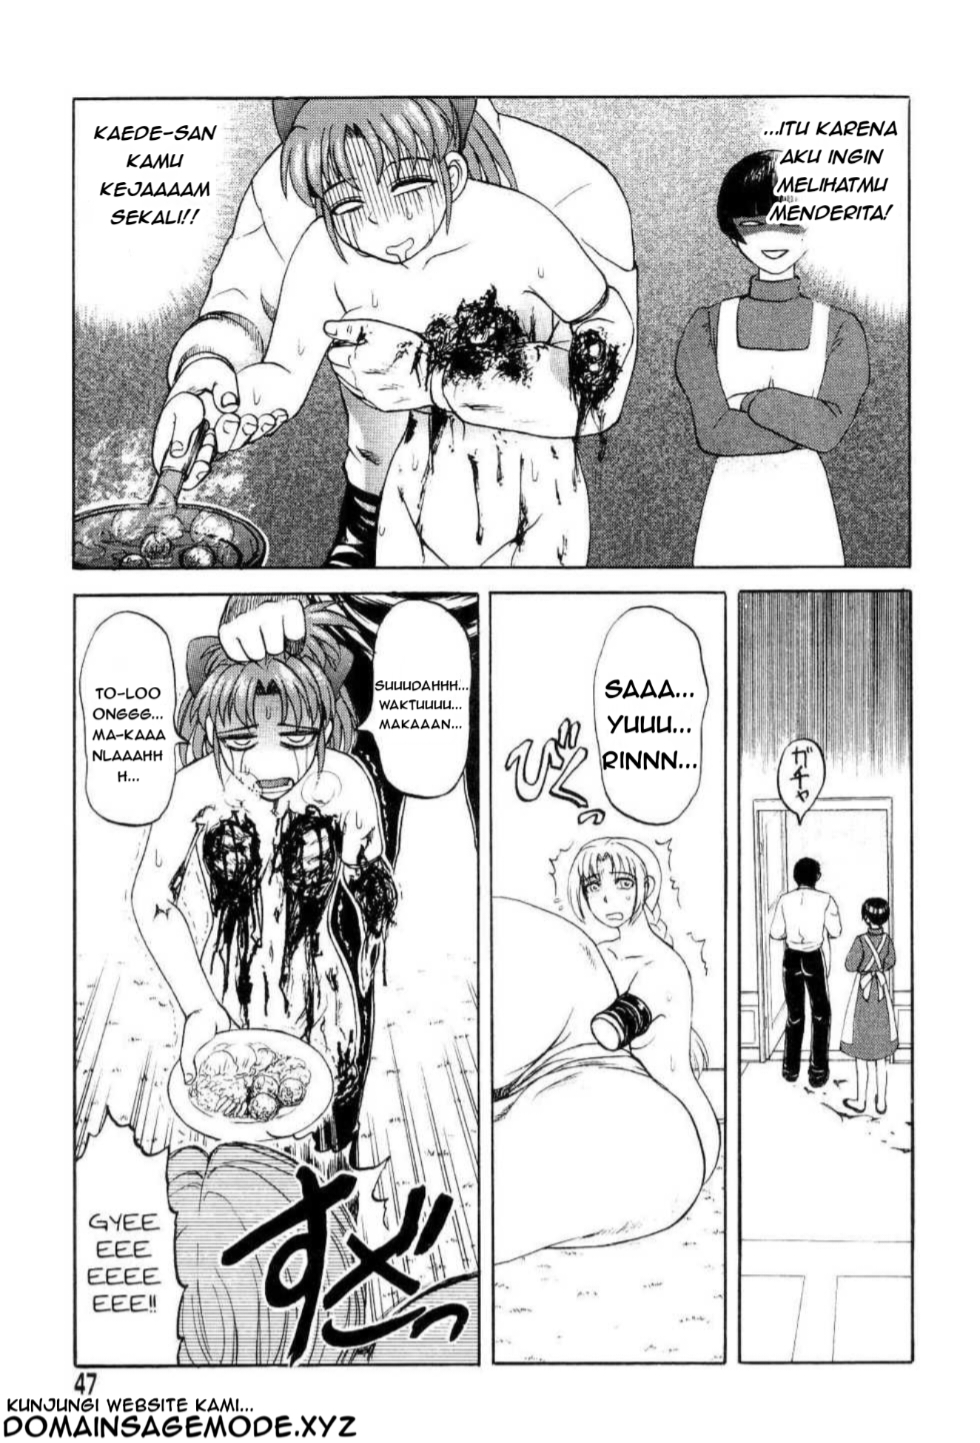 ...ITU KARENA
AKU INGIN
MELIHATMU
MENDERITA!
KAEDE-SAN
KAMU
KEJAAAAM
SEKALI!!
ガチャ
SAAA...
YUUU...
RINNN...
びくっ
SUUUDAHHH...
WAKTUUUU...
MAKAAAN...
TO-LOO
ONGGG...
MA-KAAA
NLAAAHH
H...
ずざっ
GYEE
EEE
EEEE
EEE!!
47
KUNJUNGI WEBSITE KAMI...
DOMAINSAGEMODE.XYZ